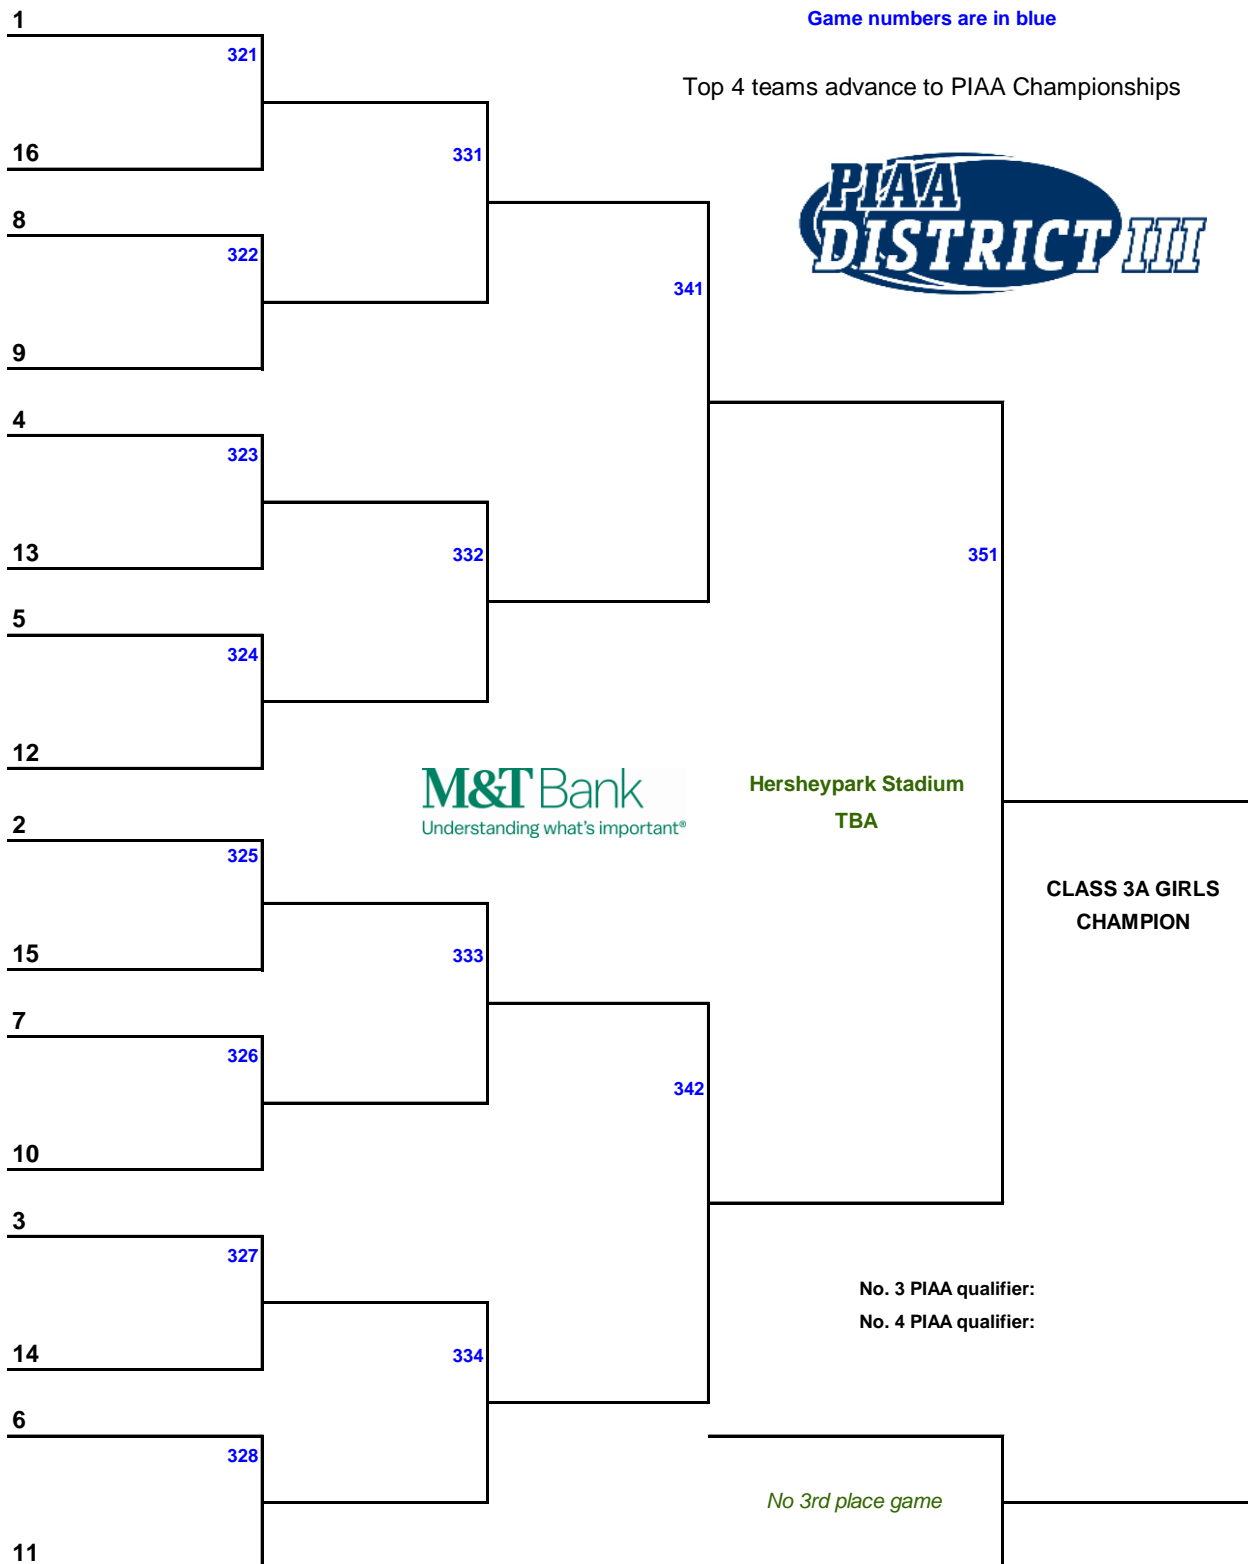 1
Game numbers are in blue
321
Top 4 teams advance to PIAA Championships
16
331
PIAA
DISTRICT III
8
322
341
9
4
323
13
332
351
5
324
12
M&T Bank
Understanding what's important®
Hersheypark Stadium
TBA
2
325
CLASS 3A GIRLS
CHAMPION
15
333
7
326
342
10
3
327
No. 3 PIAA qualifier:
No. 4 PIAA qualifier:
14
334
6
328
No 3rd place game
11